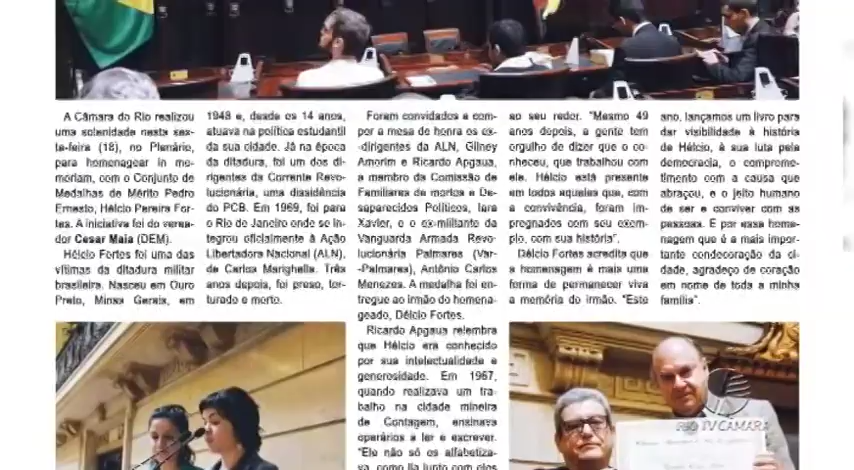 A Câmara do Rio realizou
uma solenidade nesta sex-
ta-feira (18), no Plenário,
para homenagear in me-
moriam, com o Conjunto de
Medalhas de Mérito Pedro
Ernesto, Hélcio Pereira For-
tes. A iniciativa foi do verea-
dor Cesar Maia (DEM).
Hélcio Fortes foi uma das
vítimas da ditadura militar
brasileira. Nasceu em Ouro
Preto, Minas Gerais, em
1948 e, desde os 14 anos,
atuava na política estudantil
da sua cidade. Já na época
da ditadura, foi um dos di-
rigentes da Corrente Revo-
lucionária, uma dissidência
do PCB. Em 1969, foi para
o Rio de Janeiro onde se in-
tegrou oficialmente à Ação
Libertadora Nacional (ALN),
de Carlos Marighella. Três
anos depois, foi preso, tor-
turado e morto.
Foram convidados a com-
por a mesa de honra os ex-
-dirigentes da ALN, Gilney
Amorim e Ricardo Apgaua,
a membro da Comissão de
Familiares de mortos e De-
saparecidos Políticos, Iara
Xavier, e o ex-militante da
Vanguarda Armada Revo-
lucionária Palmares (Var-
-Palmares), Antônio Carlos
Menezes. A medalha foi en-
tregue ao irmão do homena-
geado, Délcio Fortes.
Ricardo Apgaua relembra
que Hélcio era conhecido
por sua intelectualidade e
generosidade. Em 1967,
quando realizava um tra-
balho na cidade mineira
de Contagem, ensinava
operários a ler e escrever.
"Ele não só os alfabetiza-
va, como lia junto com eles
ao seu redor. "Mesmo 49
anos depois, a gente tem
orgulho de dizer que o co-
nheceu, que trabalhou com
ele. Hélcio está presente
em todos aqueles que, com
a convivência, foram im-
pregnados com seu exem-
plo, com sua história".
Délcio Fortes acredita que
a homenagem é mais uma
forma de permanecer viva
a memória do irmão. "Este
ano, lançamos um livro para
dar visibilidade à história
de Hélcio, à sua luta pela
democracia, o comprome-
timento com a causa que
abraçou, e o jeito humano
de ser e conviver com as
pessoas. E por essa home-
nagem que é a mais impor-
tante condecoração da ci-
dade, agradeço de coração
em nome de toda a minha
família".
RIO TV CÂMARA